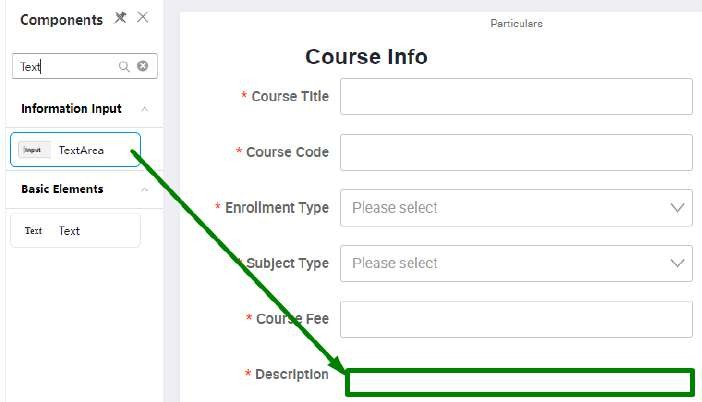 Components
Text
Information Input
Input TextArea
Basic Elements
Text Text
Particulars
Course Info
* Course Title
* Course Code
* Enrollment Type Please select
* Subject Type Please select
* Course Fee
* Description